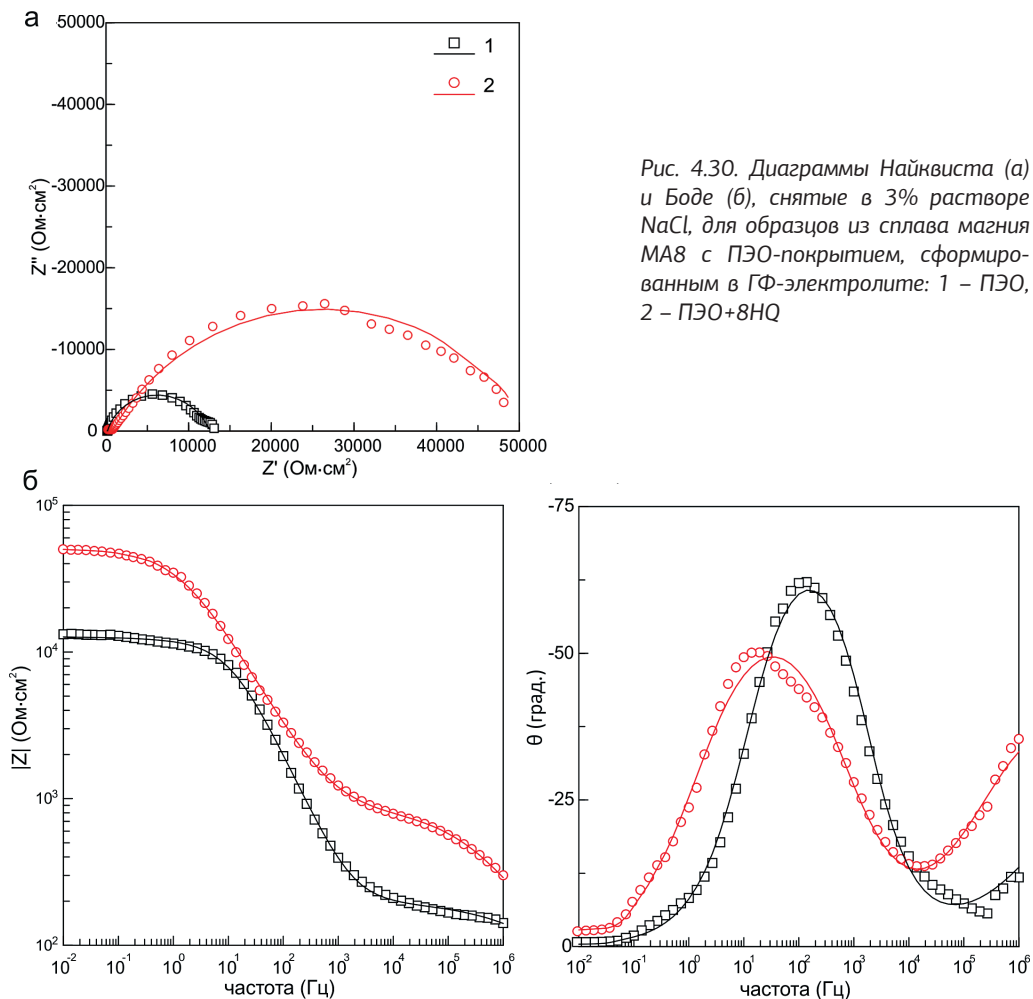 а
50000
-40000
-30000
-20000
-10000
0
Z'' (Ом·см²)
0 10000 20000 30000 40000 50000
Z' (Ом·см²)
1
2
Рис. 4.30. Диаграммы Найквиста (а)
и Боде (б), снятые в 3% растворе
NaCl, для образцов из сплава магния
МА8 с ПЭО-покрытием, сформиро-
ванным в ГФ-электролите: 1 – ПЭО,
2 – ПЭО+8HQ
б
10⁵
10⁴
10³
10²
|Z| (Ом·см²)
10⁻² 10⁻¹ 10⁰ 10¹ 10² 10³ 10⁴ 10⁵ 10⁶
частота (Гц)
-75
-50
-25
0
θ (град.)
10⁻² 10⁻¹ 10⁰ 10¹ 10² 10³ 10⁴ 10⁵ 10⁶
частота (Гц)